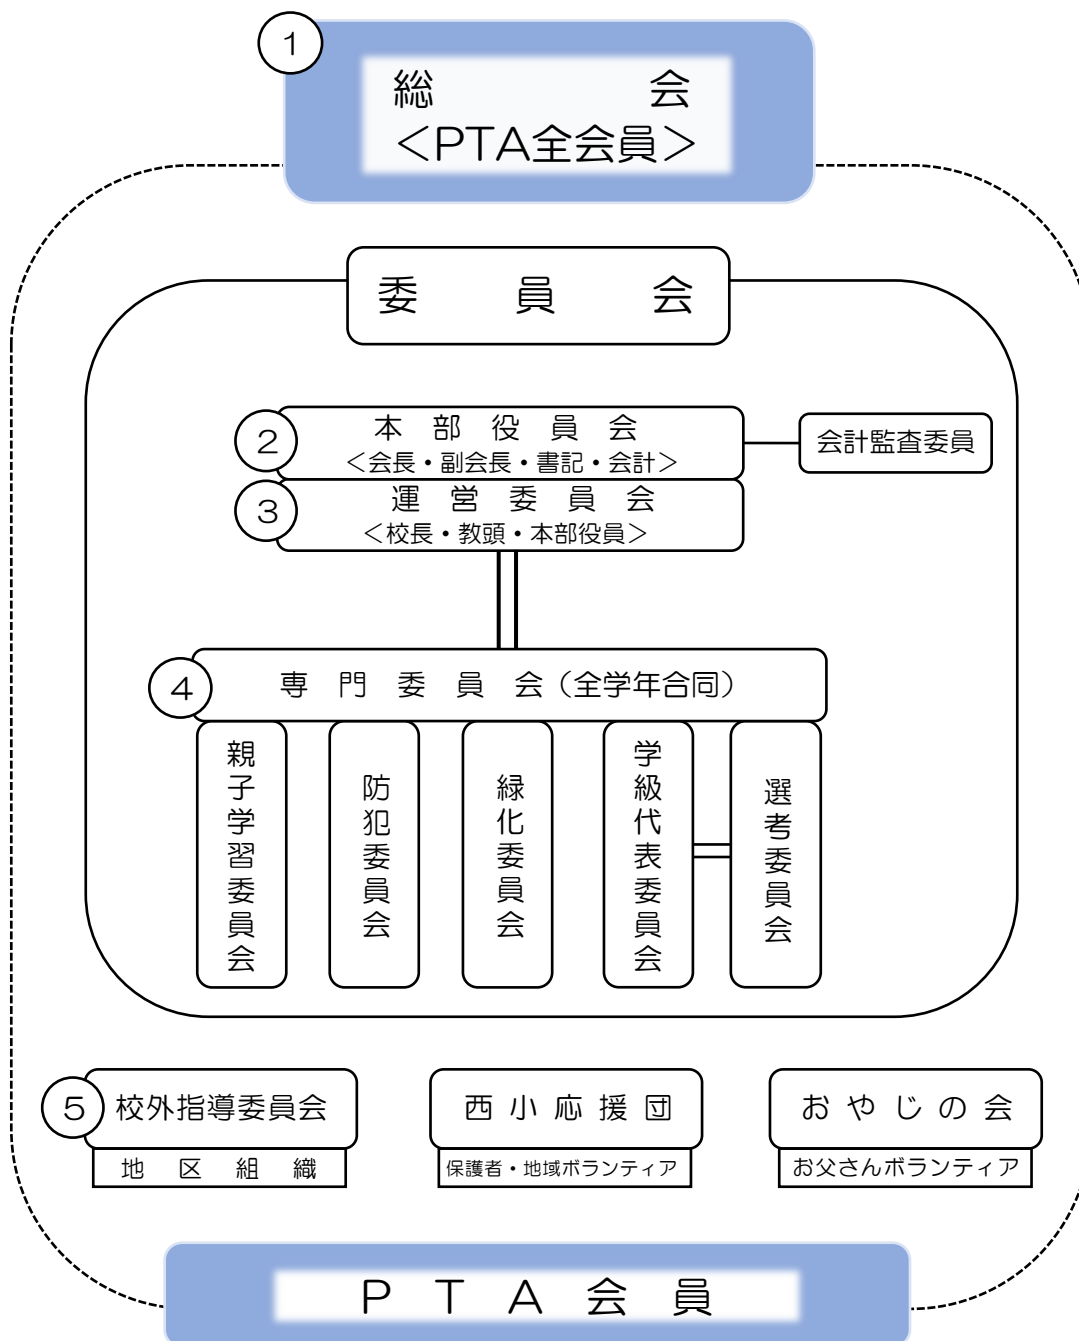 1
総会
＜PTA全会員＞
委員会
2
本部役員会
＜会長・副会長・書記・会計＞
会計監査委員
3
運営委員会
＜校長・教頭・本部役員＞
4
専門委員会（全学年合同）
親子学習委員会
防犯委員会
緑化委員会
学級代表委員会
選考委員会
5
校外指導委員会
地区組織
西小応援団
保護者・地域ボランティア
おやじの会
お父さんボランティア
PTA会員